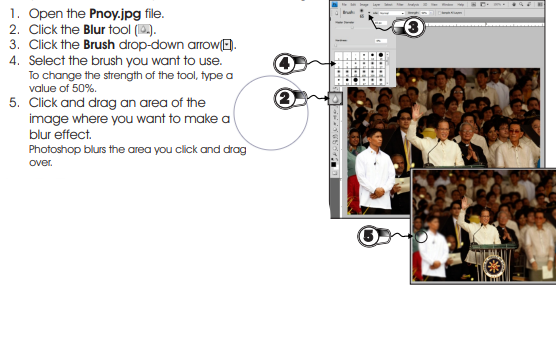 1. Open the Pnoy.jpg file.
2. Click the Blur tool ( ).
3. Click the Brush drop-down arrow( ).
4. Select the brush you want to use.
To change the strength of the tool, type a
value of 50%.
5. Click and drag an area of the
image where you want to make a
blur effect.
Photoshop blurs the area you click and drag
over.
3
4
2
5
Brush: